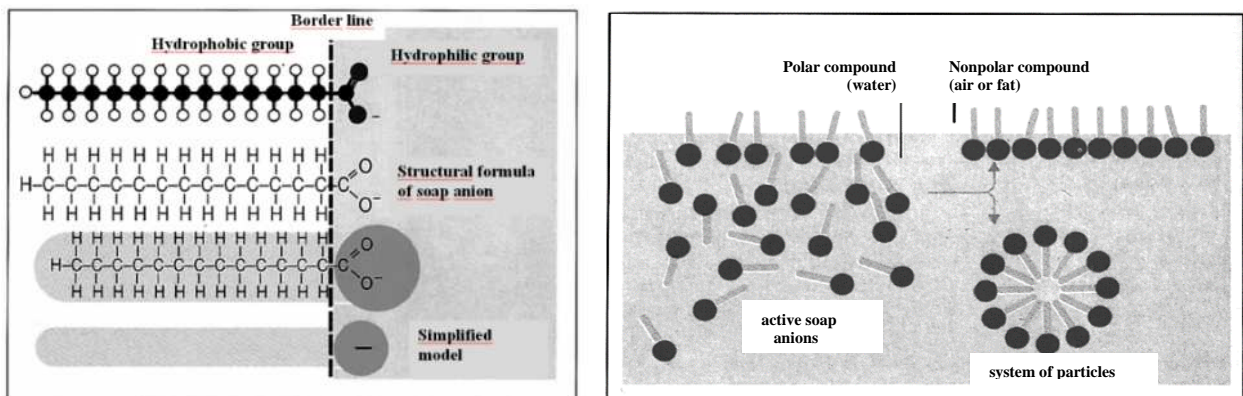 Border line
Hydrophobic group
Hydrophilic group
−
H H H H H H H H H H H H H
H–C–C–C–C–C–C–C–C–C–C–C–C–C–C
O
O−
H H H H H H H H H H H H H
Structural formula
of soap anion
H H H H H H H H H H H H H
H–C–C–C–C–C–C–C–C–C–C–C–C–C–C
O
O−
H H H H H H H H H H H H H
−
Simplified
model
Polar compound
(water)
Nonpolar compound
(air or fat)
active soap
anions
system of particles